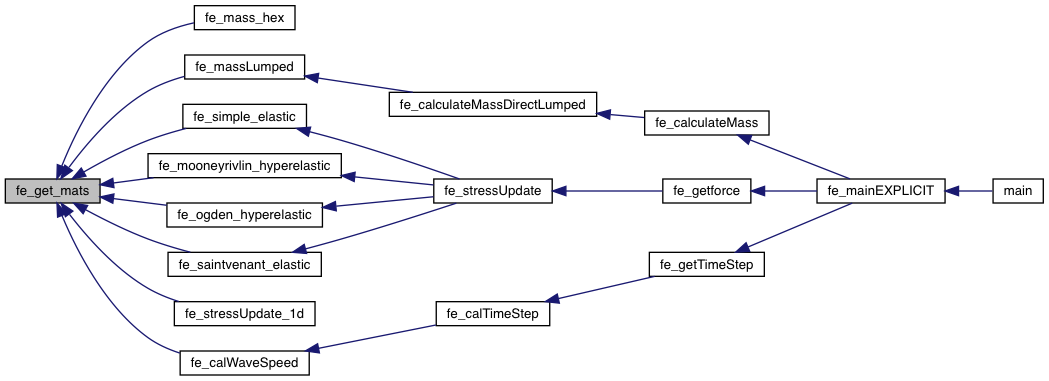 fe_mass_hex
fe_massLumped
fe_calculateMassDirectLumped
fe_simple_elastic
fe_calculateMass
fe_mooneyrivlin_hyperelastic
fe_get_mats
fe_stressUpdate
fe_getforce
fe_mainEXPLICIT
main
fe_ogden_hyperelastic
fe_saintvenant_elastic
fe_getTimeStep
fe_stressUpdate_1d
fe_calTimeStep
fe_calWaveSpeed